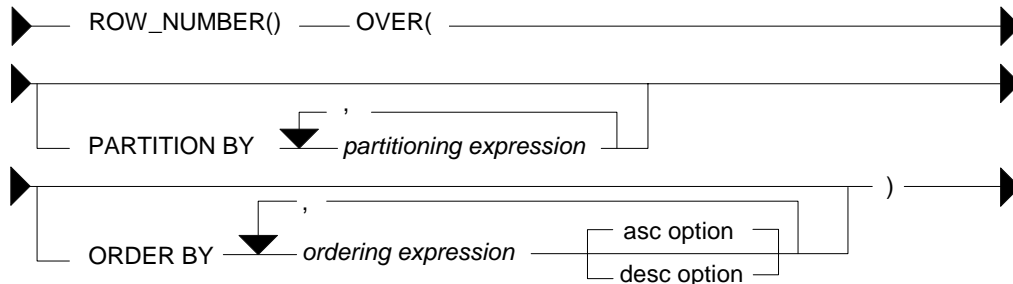 ROW_NUMBER() OVER(
,
PARTITION BY partitioning expression
)
,
asc option
ORDER BY ordering expression
desc option